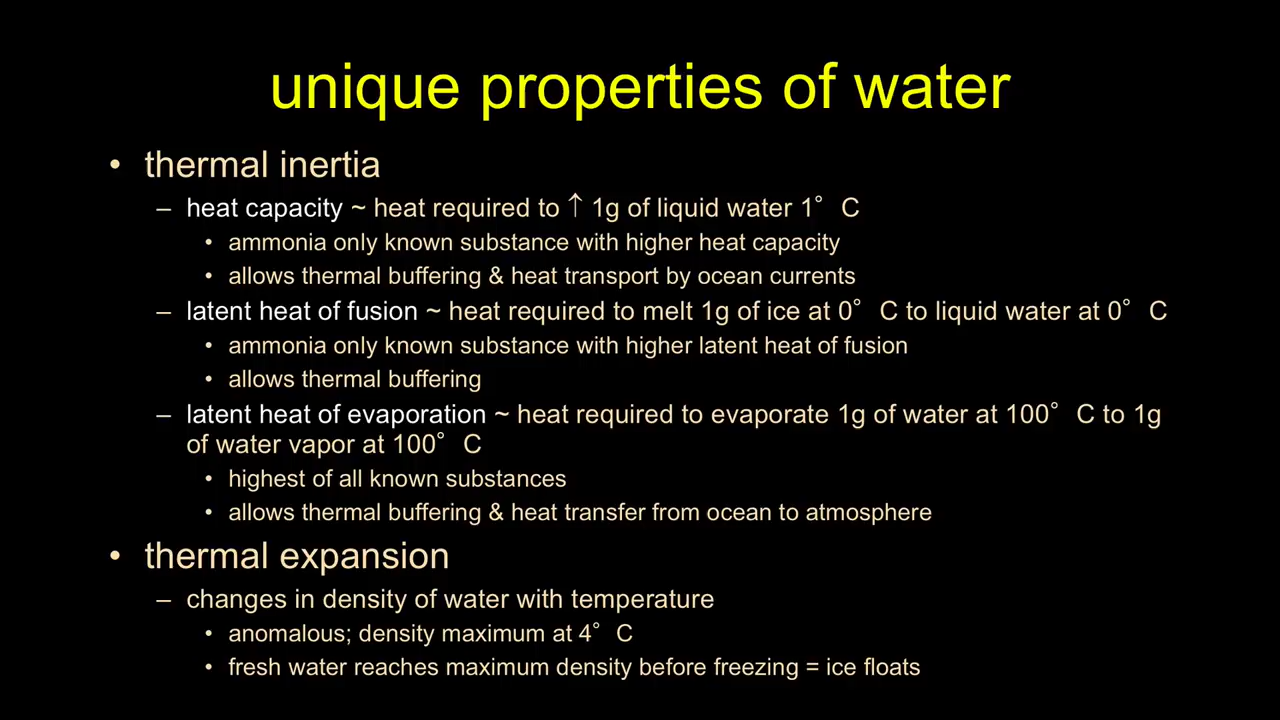 unique properties of water
• thermal inertia
– heat capacity ~ heat required to ↑ 1g of liquid water 1° C
• ammonia only known substance with higher heat capacity
• allows thermal buffering & heat transport by ocean currents
– latent heat of fusion ~ heat required to melt 1g of ice at 0° C to liquid water at 0° C
• ammonia only known substance with higher latent heat of fusion
• allows thermal buffering
– latent heat of evaporation ~ heat required to evaporate 1g of water at 100° C to 1g
of water vapor at 100° C
• highest of all known substances
• allows thermal buffering & heat transfer from ocean to atmosphere
• thermal expansion
– changes in density of water with temperature
• anomalous; density maximum at 4° C
• fresh water reaches maximum density before freezing = ice floats